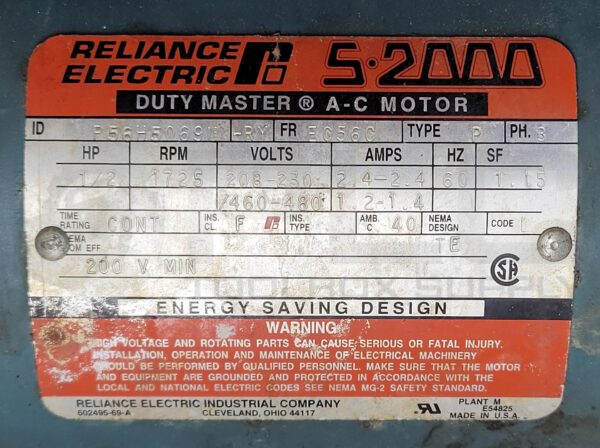 RELIANCE ELECTRIC S-2000
DUTY MASTER ® A-C MOTOR
ID FR TYPE P PH. 3
HP RPM VOLTS AMPS HZ SF
1/2 1725 208-230 2.4-2.4 60 1.15
/460-480 1.2-1.4
TIME RATING CONT INS. CL. F INS. TYPE AMB. °C 40 NEMA DESIGN CODE
NOM EFF TE
200 V MIN
SA
ENERGY SAVING DESIGN
WARNING
HIGH VOLTAGE AND ROTATING PARTS CAN CAUSE SERIOUS OR FATAL INJURY.
INSTALLATION, OPERATION AND MAINTENANCE OF ELECTRICAL MACHINERY
SHOULD BE PERFORMED BY QUALIFIED PERSONNEL. MAKE SURE THAT THE MOTOR
AND EQUIPMENT ARE GROUNDED AND PROTECTED IN ACCORDANCE WITH
LOCAL AND NATIONAL ELECTRIC CODES SEE NEMA MG-2 SAFETY STANDARD.
RELIANCE ELECTRIC INDUSTRIAL COMPANY
602495-69-A CLEVELAND, OHIO 44117
PLANT M
E54825
MADE IN U.S.A.